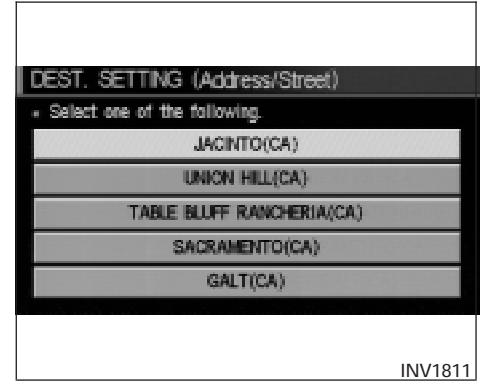 DEST. SETTING (Address/Street)
Select one of the following.
JACINTO(CA)
UNION HILL(CA)
TABLE BLUFF RANCHERIA(CA)
SACRAMENTO(CA)
GALT(CA)
INV1811